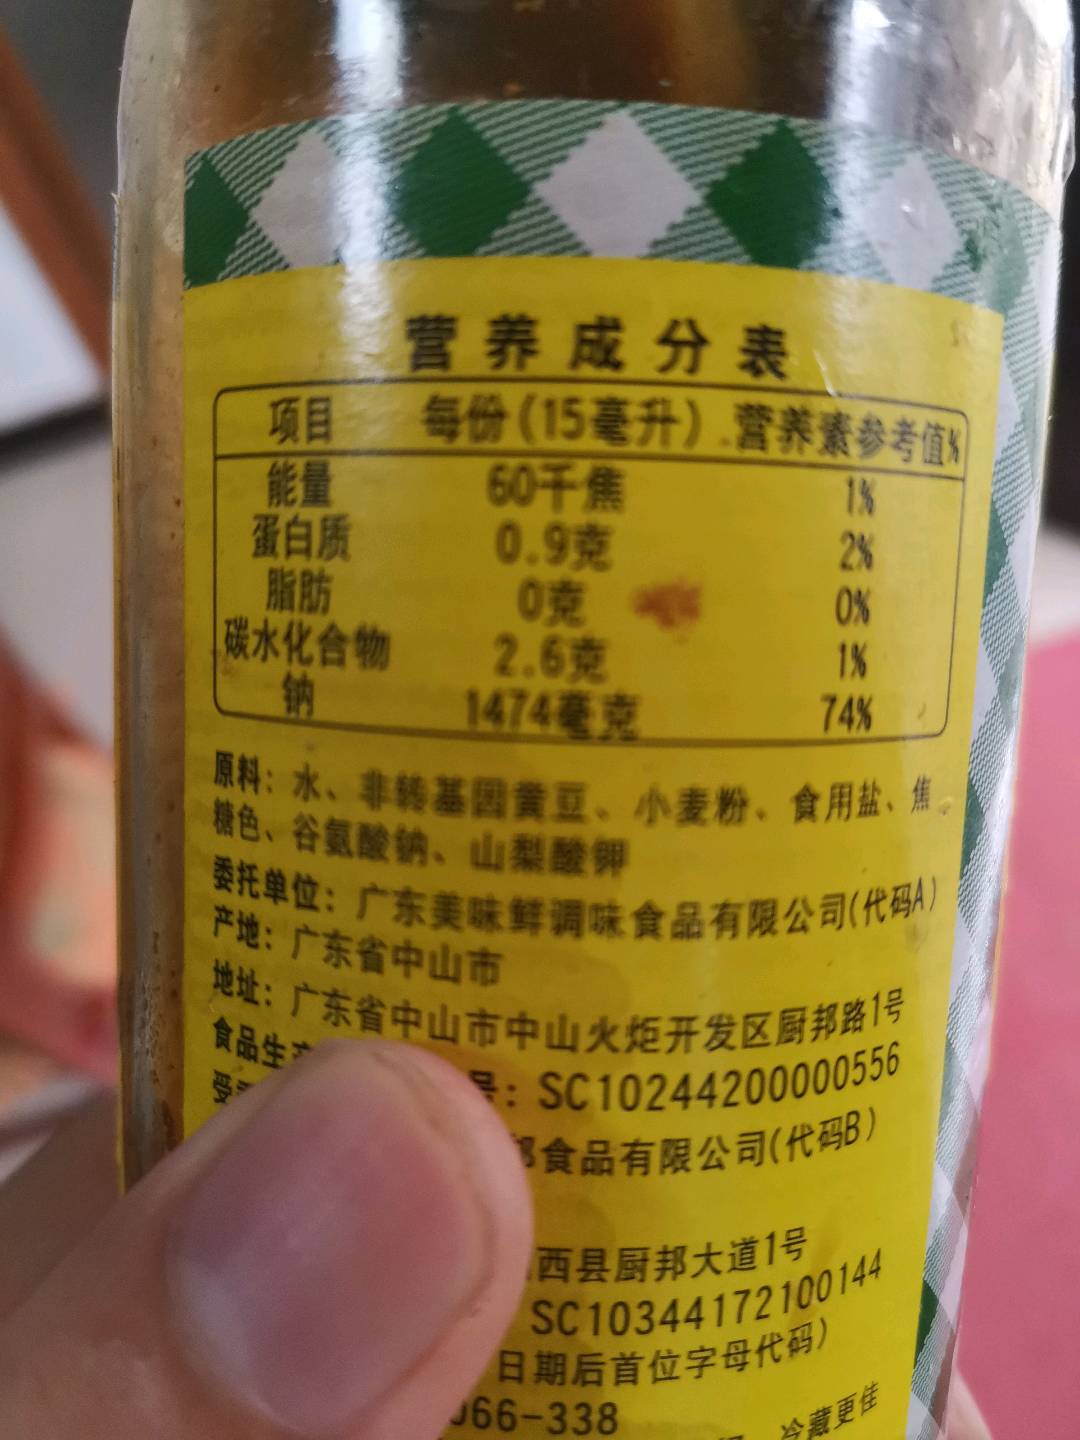 营养成分表
项目 每份(15毫升) 营养素参考值%
能量 60千焦 1%
蛋白质 0.9克 2%
脂肪 0克 0%
碳水化合物 2.6克 1%
钠 1474毫克 74%
原料: 水、非转基因黄豆、小麦粉、食用盐、焦
糖色、谷氨酸钠、山梨酸钾
委托单位: 广东美味鲜调味食品有限公司(代码A)
产地: 广东省中山市
地址: 广东省中山市中山火炬开发区厨邦路1号
食品生产 号: SC10244200000556
受 邦食品有限公司(代码B)
西县厨邦大道1号
SC10344172100144
日期后首位字母代码)
066-338
冷藏更佳